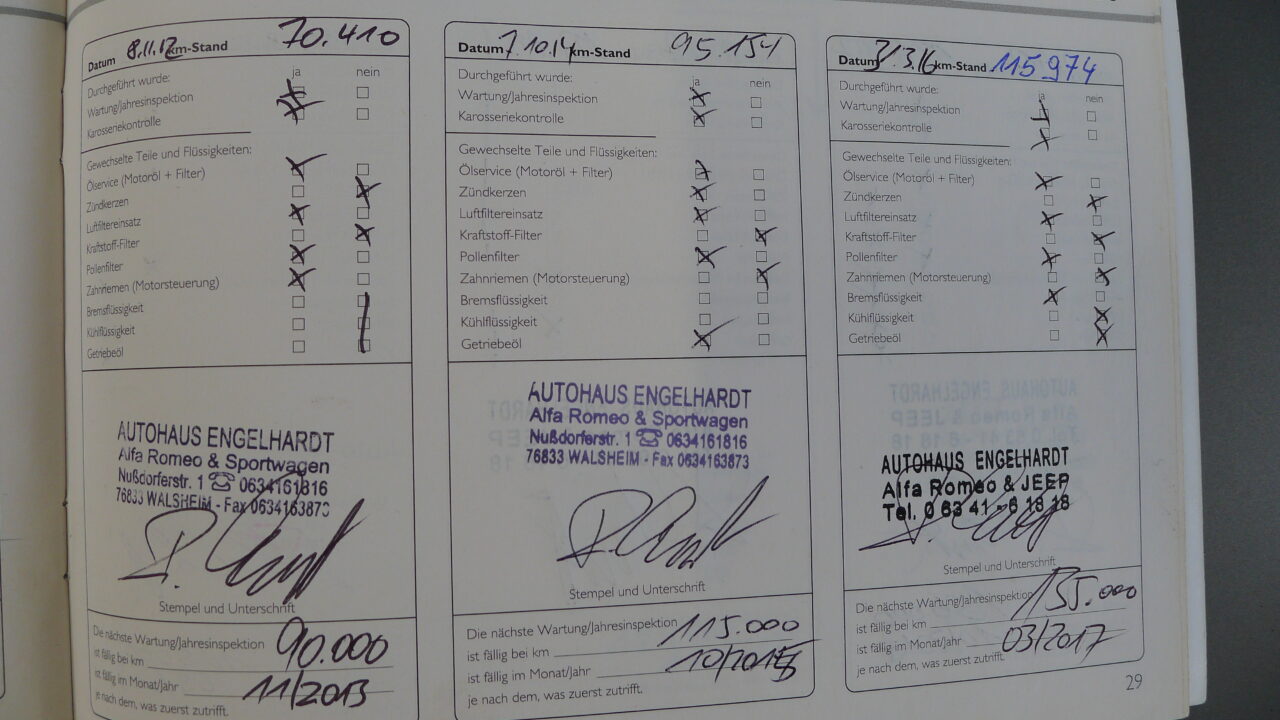 Datum 8.11.12 km-Stand 70.410
ja nein
Durchgeführt wurde:
Wartung/Jahresinspektion
Karosseriekontrolle
Gewechselte Teile und Flüssigkeiten:
Ölservice (Motoröl + Filter)
Zündkerzen
Luftfiltereinsatz
Kraftstoff-Filter
Pollenfilter
Zahnriemen (Motorsteuerung)
Bremsflüssigkeit
Kühlflüssigkeit
Getriebeöl
AUTOHAUS ENGELHARDT
Alfa Romeo & Sportwagen
Nußdorferstr. 1 ☎ 0634161816
76833 WALSHEIM - Fax 0634163873
Stempel und Unterschrift
Die nächste Wartung/Jahresinspektion
ist fällig bei km 90.000
ist fällig im Monat/Jahr 11/2013
je nach dem, was zuerst zutrifft.
Datum 7.10.14 km-Stand 95.154
ja nein
Durchgeführt wurde:
Wartung/Jahresinspektion
Karosseriekontrolle
Gewechselte Teile und Flüssigkeiten:
Ölservice (Motoröl + Filter)
Zündkerzen
Luftfiltereinsatz
Kraftstoff-Filter
Pollenfilter
Zahnriemen (Motorsteuerung)
Bremsflüssigkeit
Kühlflüssigkeit
Getriebeöl
AUTOHAUS ENGELHARDT
Alfa Romeo & Sportwagen
Nußdorferstr. 1 ☎ 0634161816
76833 WALSHEIM - Fax 0634163873
Stempel und Unterschrift
Die nächste Wartung/Jahresinspektion
ist fällig bei km 115.000
ist fällig im Monat/Jahr
je nach dem, was zuerst zutrifft.
Datum 31.3.16 km-Stand 115974
ja nein
Durchgeführt wurde:
Wartung/Jahresinspektion
Karosseriekontrolle
Gewechselte Teile und Flüssigkeiten:
Ölservice (Motoröl + Filter)
Zündkerzen
Luftfiltereinsatz
Kraftstoff-Filter
Pollenfilter
Zahnriemen (Motorsteuerung)
Bremsflüssigkeit
Kühlflüssigkeit
Getriebeöl
AUTOHAUS ENGELHARDT
Alfa Romeo & JEEP
Tel. 0 63 41 - 6 18 18
Stempel und Unterschrift
Die nächste Wartung/Jahresinspektion
ist fällig bei km 135.000
ist fällig im Monat/Jahr 03/2017
je nach dem, was zuerst zutrifft.
29